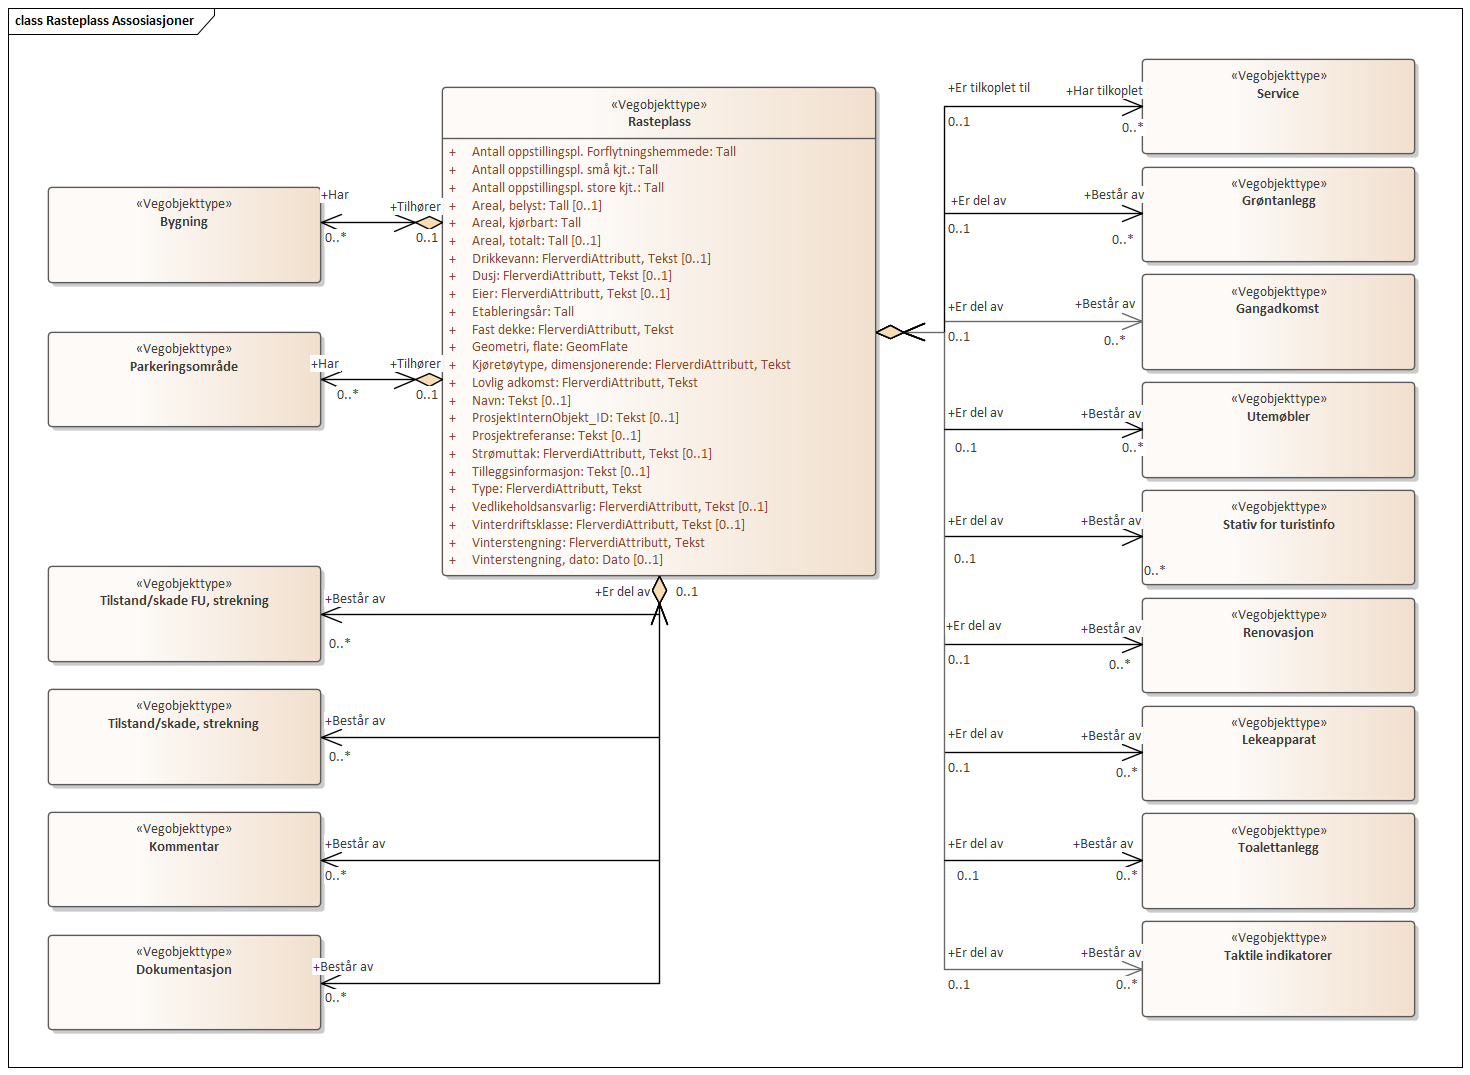 class Rasteplass Assosiasjoner
«Vegobjekttype»
Rasteplass
+ Antall oppstillingspl. Forflytningshemmede: Tall
+ Antall oppstillingspl. små kjt.: Tall
+ Antall oppstillingspl. store kjt.: Tall
+ Areal, belyst: Tall [0..1]
+ Areal, kjørbart: Tall
+ Areal, totalt: Tall [0..1]
+ Drikkevann: FlerverdiAttributt, Tekst [0..1]
+ Dusj: FlerverdiAttributt, Tekst [0..1]
+ Eier: FlerverdiAttributt, Tekst [0..1]
+ Etableringsår: Tall
+ Fast dekke: FlerverdiAttributt, Tekst
+ Geometri, flate: GeomFlate
+ Kjøretøytype, dimensjonerende: FlerverdiAttributt, Tekst
+ Lovlig adkomst: FlerverdiAttributt, Tekst
+ Navn: Tekst [0..1]
+ ProsjektInternObjekt_ID: Tekst [0..1]
+ Prosjektreferanse: Tekst [0..1]
+ Strømuttak: FlerverdiAttributt, Tekst [0..1]
+ Tilleggsinformasjon: Tekst [0..1]
+ Type: FlerverdiAttributt, Tekst
+ Vedlikeholdsansvarlig: FlerverdiAttributt, Tekst [0..1]
+ Vinterdriftsklasse: FlerverdiAttributt, Tekst [0..1]
+ Vinterstengning: FlerverdiAttributt, Tekst
+ Vinterstengning, dato: Dato [0..1]
«Vegobjekttype»
Bygning
+Har
0..*
+Tilhører
0..1
«Vegobjekttype»
Parkeringsområde
+Har
0..*
+Tilhører
0..1
+Er del av
0..1
«Vegobjekttype»
Tilstand/skade FU, strekning
+Består av
0..*
«Vegobjekttype»
Tilstand/skade, strekning
+Består av
0..*
«Vegobjekttype»
Kommentar
+Består av
0..*
«Vegobjekttype»
Dokumentasjon
+Består av
0..*
+Er tilkoplet til
0..1
+Har tilkoplet
0..*
«Vegobjekttype»
Service
+Er del av
0..1
+Består av
0..*
«Vegobjekttype»
Grøntanlegg
+Er del av
0..1
+Består av
0..*
«Vegobjekttype»
Gangadkomst
+Er del av
0..1
+Består av
0..*
«Vegobjekttype»
Utemøbler
+Er del av
0..1
+Består av
0..*
«Vegobjekttype»
Stativ for turistinfo
+Er del av
0..1
+Består av
0..*
«Vegobjekttype»
Renovasjon
+Er del av
0..1
+Består av
0..*
«Vegobjekttype»
Lekeapparat
+Er del av
0..1
+Består av
0..*
«Vegobjekttype»
Toalettanlegg
+Er del av
0..1
+Består av
0..*
«Vegobjekttype»
Taktile indikatorer